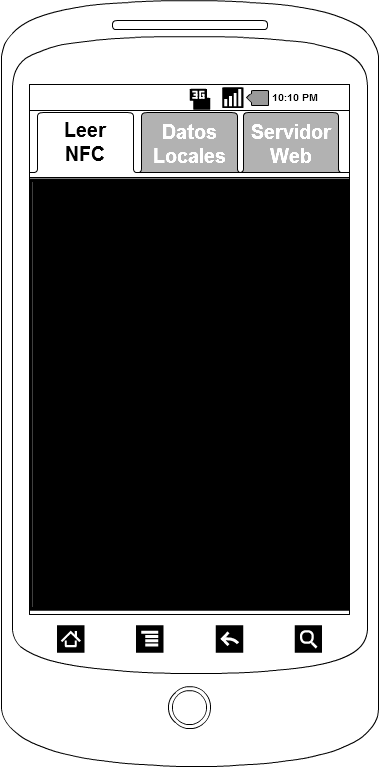 3G
10:10 PM
Leer
NFC
Datos
Locales
Servidor
Web